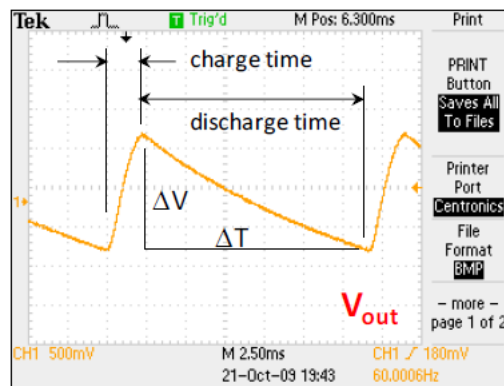 Tek T Trig'd M Pos: 6.300ms Print
charge time
discharge time
ΔV
ΔT
Vout
1
PRINT
Button
Saves All
To Files
Printer
Port
Centronics
File
Format
BMP
– more –
page 1 of 2
CH1 500mV M 2.50ms CH1 / 180mV
21-Oct-09 19:43 60.0006Hz